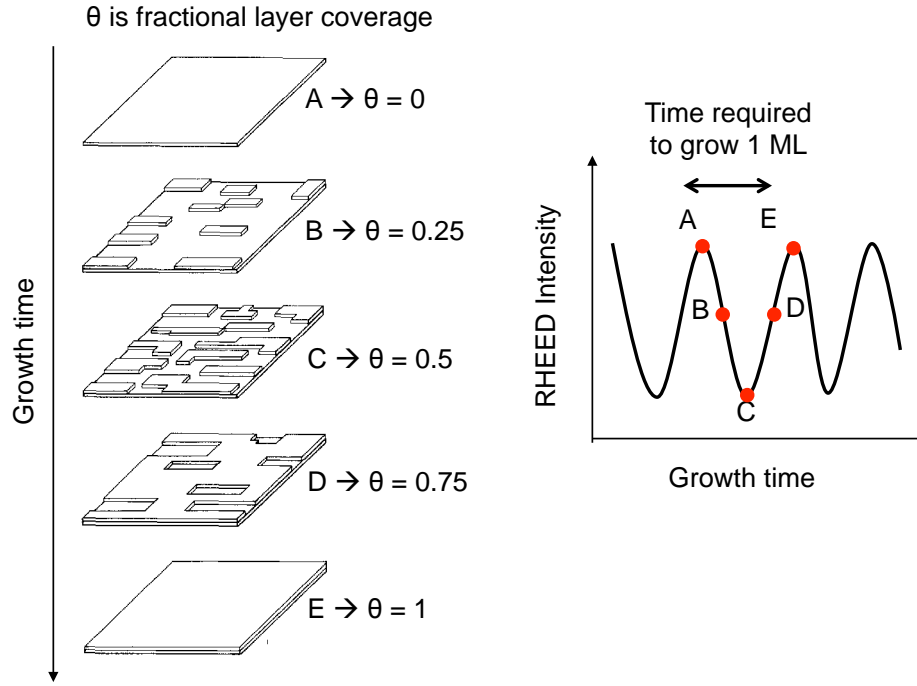 θ is fractional layer coverage
A → θ = 0
B → θ = 0.25
C → θ = 0.5
D → θ = 0.75
E → θ = 1
Growth time
Time required
to grow 1 ML
A
E
B
D
C
RHEED Intensity
Growth time